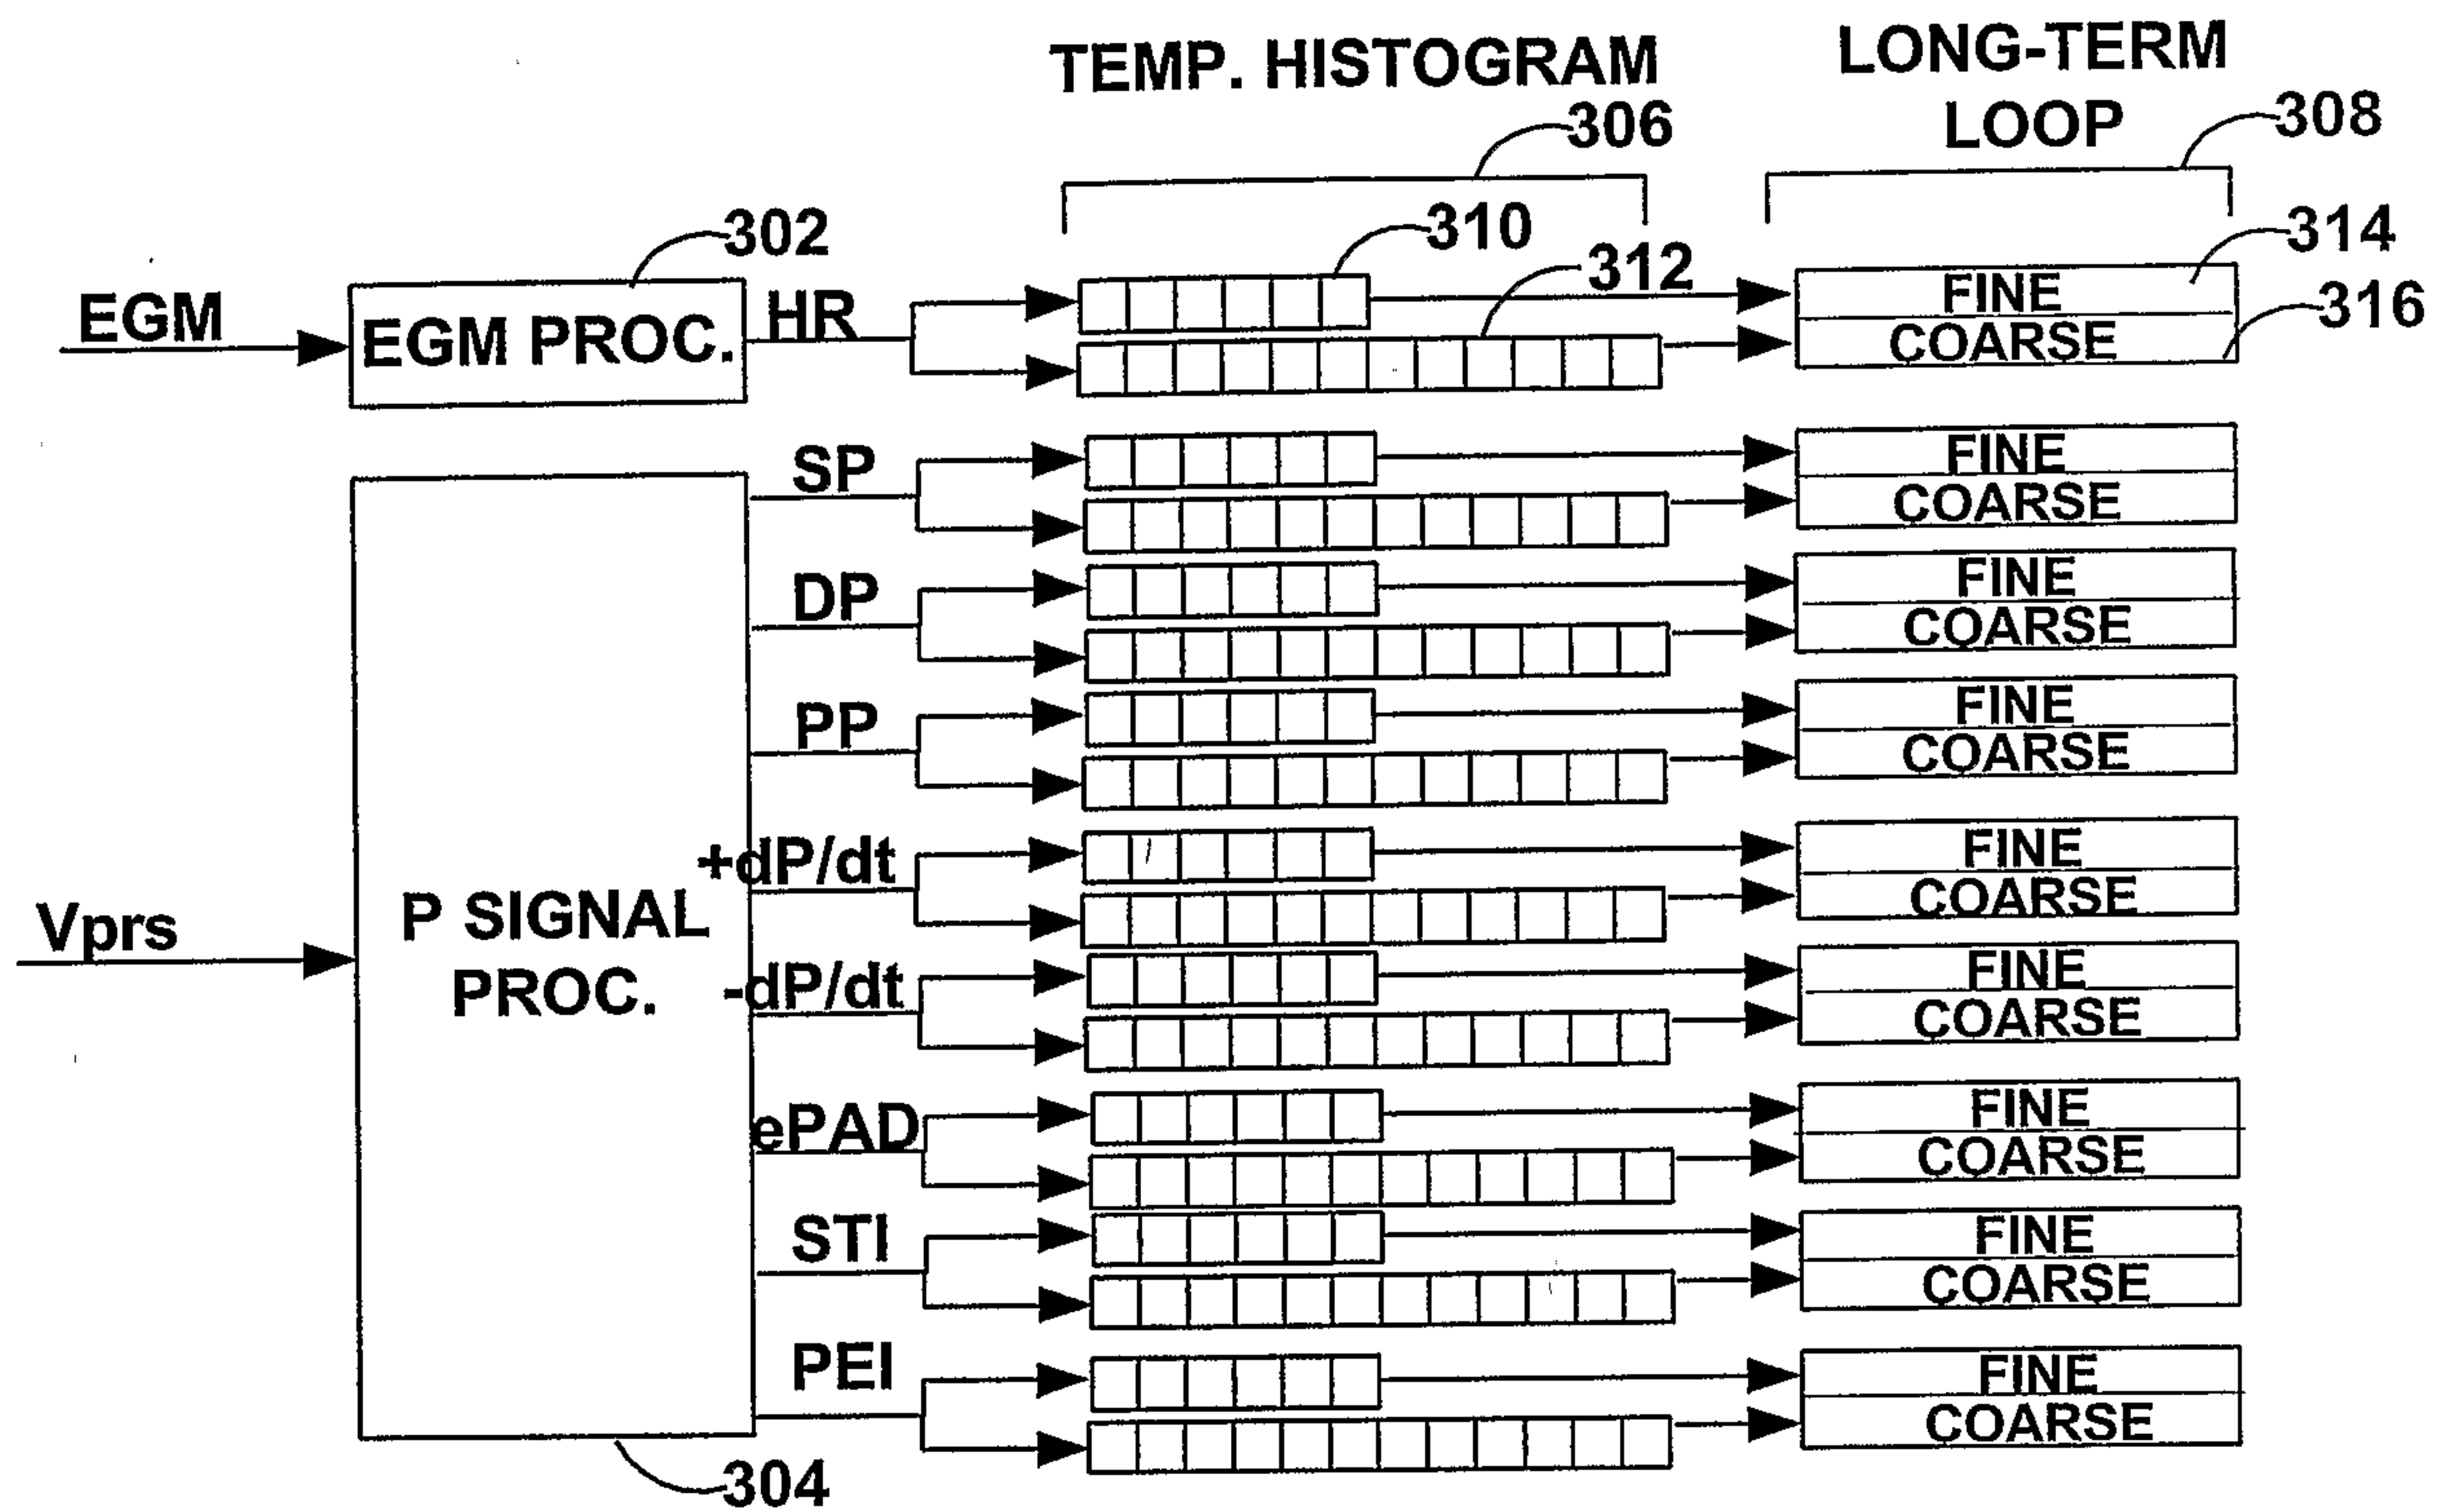 TEMP. HISTOGRAM
306
LONG-TERM
LOOP
308
EGM
302
EGM PROC.
HR
310
312
314
316
FINE
COARSE
Vprs
P SIGNAL
PROC.
304
SP
FINE
COARSE
DP
FINE
COARSE
PP
FINE
COARSE
+dP/dt
FINE
COARSE
-dP/dt
FINE
COARSE
ePAD
FINE
COARSE
STI
FINE
COARSE
PEI
FINE
COARSE